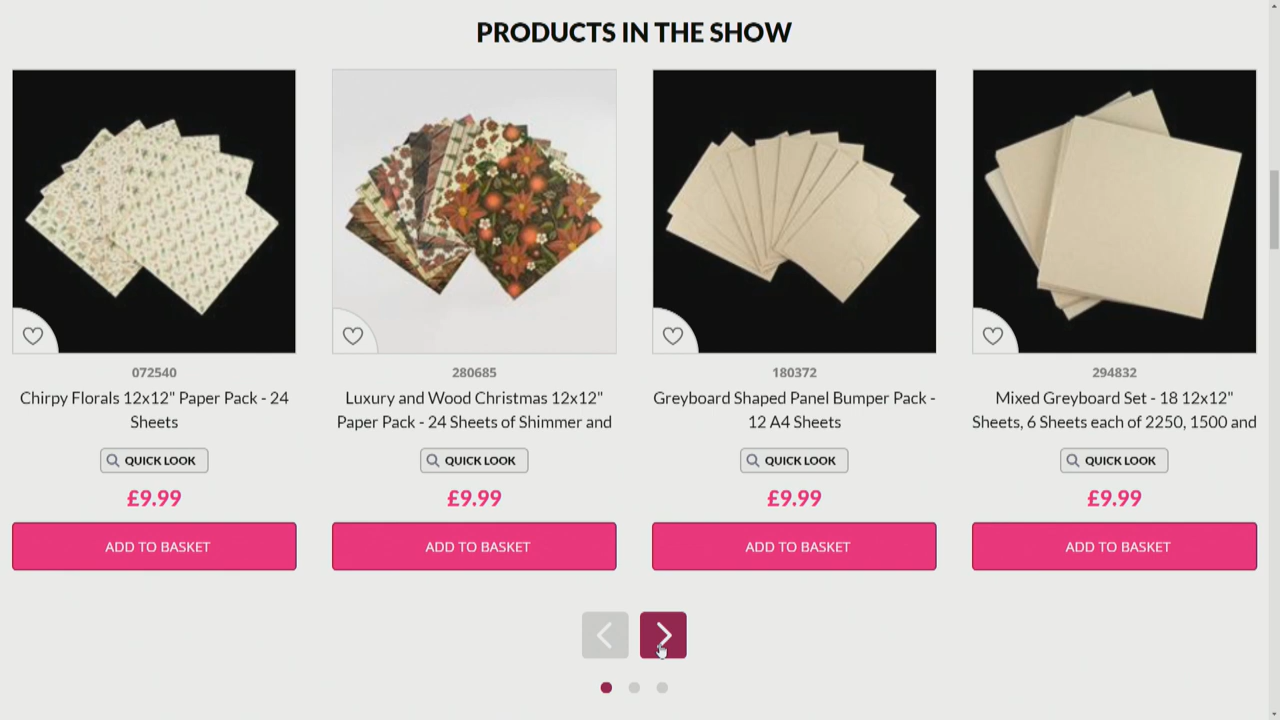 PRODUCTS IN THE SHOW
072540
Chirpy Florals 12x12" Paper Pack - 24
Sheets
QUICK LOOK
£9.99
ADD TO BASKET
280685
Luxury and Wood Christmas 12x12"
Paper Pack - 24 Sheets of Shimmer and
QUICK LOOK
£9.99
ADD TO BASKET
180372
Greyboard Shaped Panel Bumper Pack -
12 A4 Sheets
QUICK LOOK
£9.99
ADD TO BASKET
294832
Mixed Greyboard Set - 18 12x12"
Sheets, 6 Sheets each of 2250, 1500 and
QUICK LOOK
£9.99
ADD TO BASKET